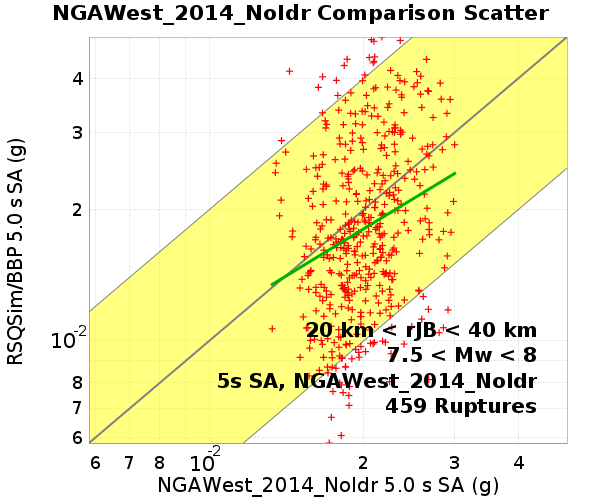 NGAWest_2014_NoIdr Comparison Scatter
RSQSim/BBP 5.0 s SA (g)
4
3
2
10-2
8
7
6
20 km < rJB < 40 km
7.5 < Mw < 8
5s SA, NGAWest_2014_NoIdr
459 Ruptures
6 7 8 10-2 2 3 4
NGAWest_2014_NoIdr 5.0 s SA (g)